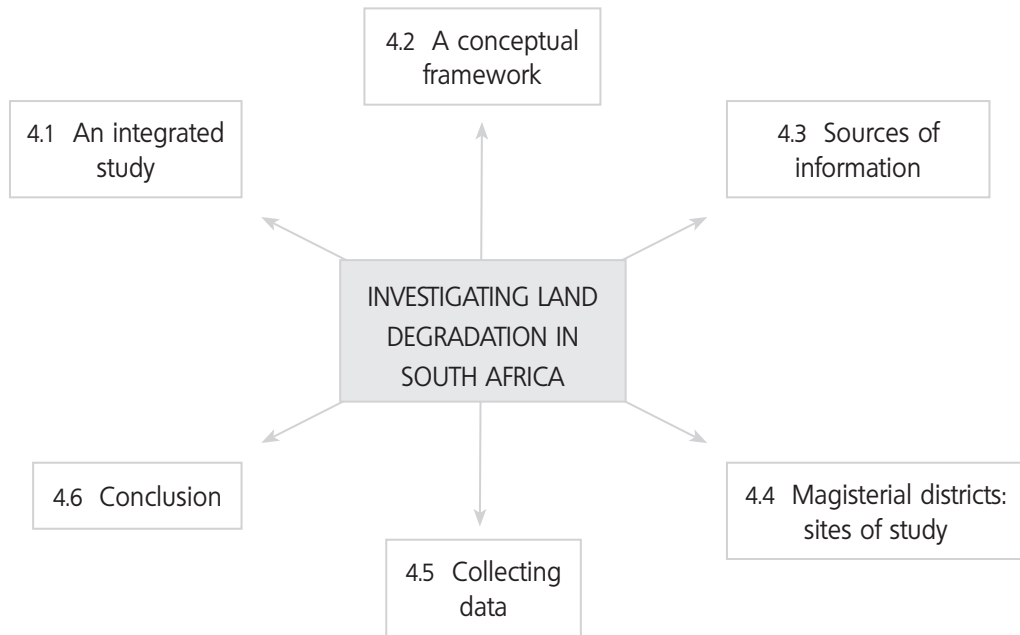 4.2 A conceptual
framework
4.1 An integrated
study
4.3 Sources of
information
INVESTIGATING LAND
DEGRADATION IN
SOUTH AFRICA
4.6 Conclusion
4.4 Magisterial districts:
sites of study
4.5 Collecting
data